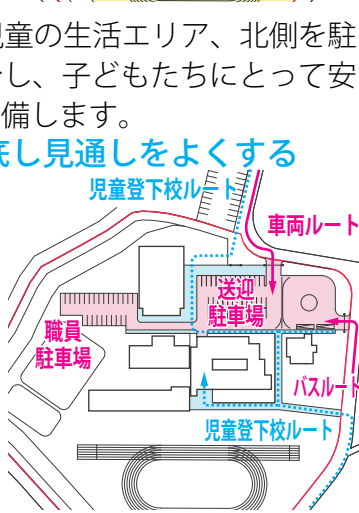 児童の生活エリア、北側を駐
し、子どもたちにとって安
備します。
底し見通しをよくする
児童登下校ルート
車両ルート
送迎
駐車場
職員
駐車場
バスルート
児童登下校ルート